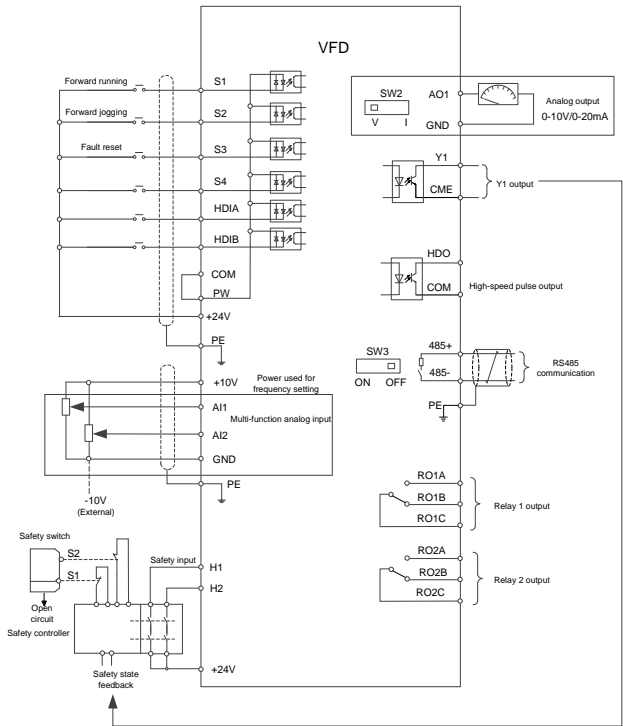 VFD
Forward running
S1
Forward jogging
S2
Fault reset
S3
S4
HDIA
HDIB
COM
PW
+24V
PE
SW2
V I
AO1
GND
Analog output
0-10V/0-20mA
Y1
CME
Y1 output
HDO
COM
High-speed pulse output
SW3
ON OFF
485+
485-
PE
RS485
communication
+10V
Power used for
frequency setting
AI1
Multi-function analog input
AI2
GND
PE
-10V
(External)
RO1A
RO1B
RO1C
Relay 1 output
RO2A
RO2B
RO2C
Relay 2 output
Safety switch
S2
S1
Open
circuit
Safety controller
Safety input
H1
H2
+24V
Safety state
feedback